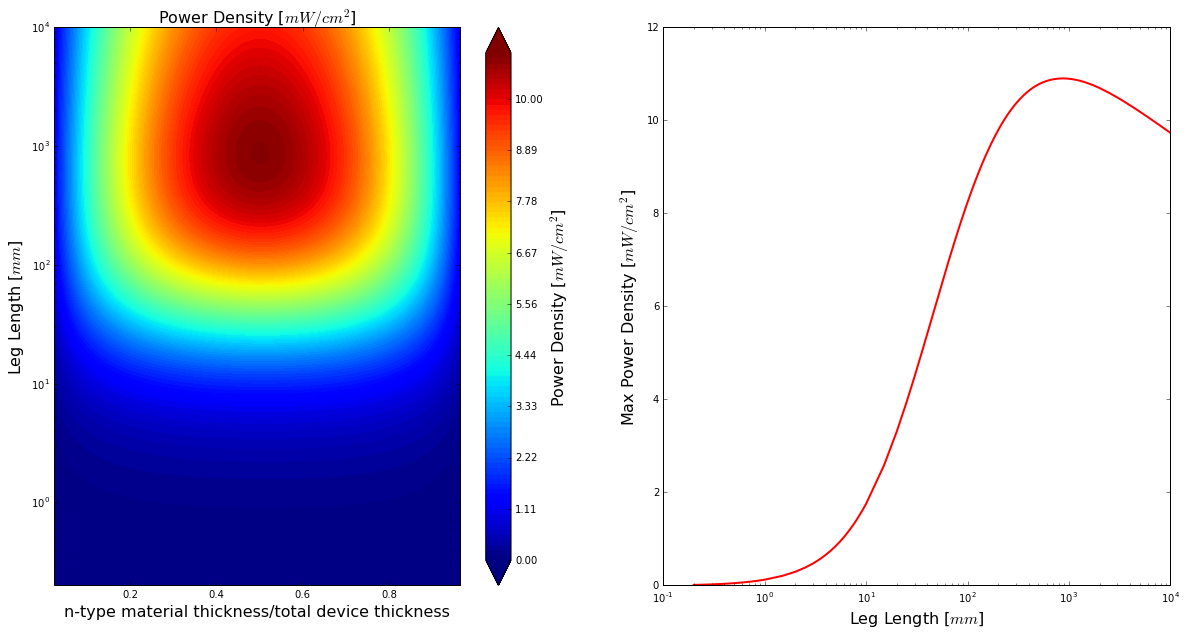 Power Density [mW/cm²]
10⁴
10³
10²
10¹
10⁰
Leg Length [mm]
0.2 0.4 0.6 0.8
n-type material thickness/total device thickness
10.00
8.89
7.78
6.67
5.56
4.44
3.33
2.22
1.11
0.00
Power Density [mW/cm²]
12
10
8
6
4
2
0
Max Power Density [mW/cm²]
10⁻¹ 10⁰ 10¹ 10² 10³ 10⁴
Leg Length [mm]